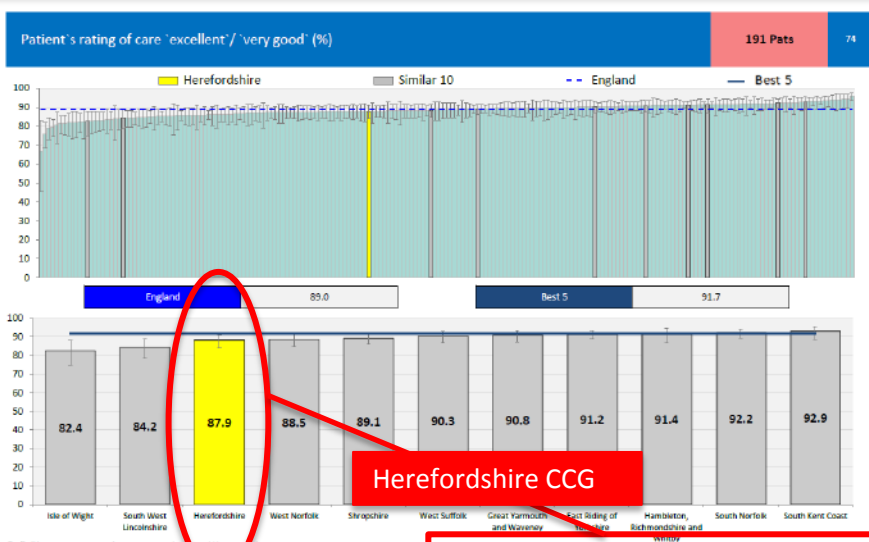 Patient`s rating of care `excellent`/ `very good` (%)
191 Pats
74
Herefordshire
Similar 10
England
Best 5
100
90
80
70
60
50
40
30
20
10
0
England
89.0
Best 5
91.7
100
90
80
70
60
50
40
30
20
10
0
82.4
84.2
87.9
88.5
89.1
90.3
90.8
91.2
91.4
92.2
92.9
Herefordshire CCG
Isle of Wight
South West
Lincolnshire
Herefordshire
West Norfolk
Shropshire
West Suffolk
Great Yarmouth
and Waveney
East Riding of
Yorkshire
Hambleton,
Richmondshire and
Whitby
South Norfolk
South Kent Coast